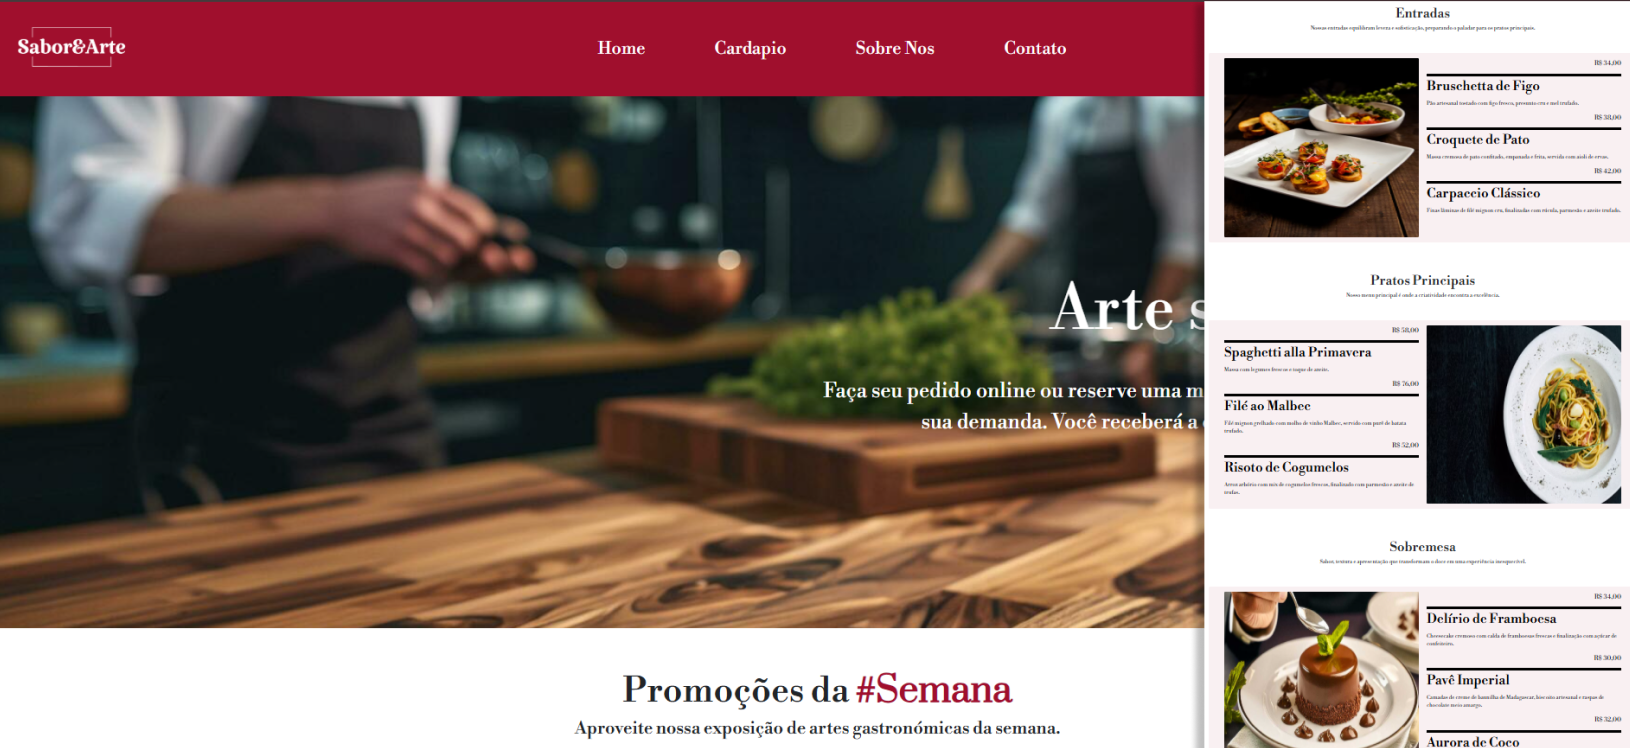 Sabor&Arte
Home
Cardapio
Sobre Nos
Contato
Arte s
Faça seu pedido online ou reserve uma m
sua demanda. Você receberá a
Promoções da #Semana
Aproveite nossa exposição de artes gastronómicas da semana.
Entradas
Nossas entradas equilibram leveza e sofisticação, preparando o paladar para os pratos principais.
R$ 34,00
Bruschetta de Figo
Pão artesanal tostado com figo fresco, presunto cru e mel trufado.
R$ 38,00
Croquete de Pato
Massa cremosa de pato confitado, empanada e frita, servida com aioli de ervas.
R$ 42,00
Carpaccio Clássico
Finas lâminas de filé mignon cru, finalizadas com rúcula, parmesão e azeite trufado.
Pratos Principais
Nosso menu principal é onde a criatividade encontra a excelência.
R$ 58,00
Spaghetti alla Primavera
Massa com legumes frescos e toque de azeite.
R$ 76,00
Filé ao Malbec
Filé mignon grelhado com molho de vinho Malbec, servido com purê de batata
trufado.
R$ 52,00
Risoto de Cogumelos
Arroz arbóreo com mix de cogumelos frescos, finalizado com parmesão e azeite de
trufas.
Sobremesa
Sabor, textura e apresentação que transformam o doce em uma experiência inesquecível.
R$ 34,00
Delírio de Framboesa
Cheesecake cremoso com calda de framboesas frescas e finalização com açúcar de
confeiteiro.
R$ 30,00
Pavê Imperial
Camadas de creme de baunilha de Madagascar, biscoito artesanal e raspas de
chocolate meio amargo.
R$ 32,00
Aurora de Coco